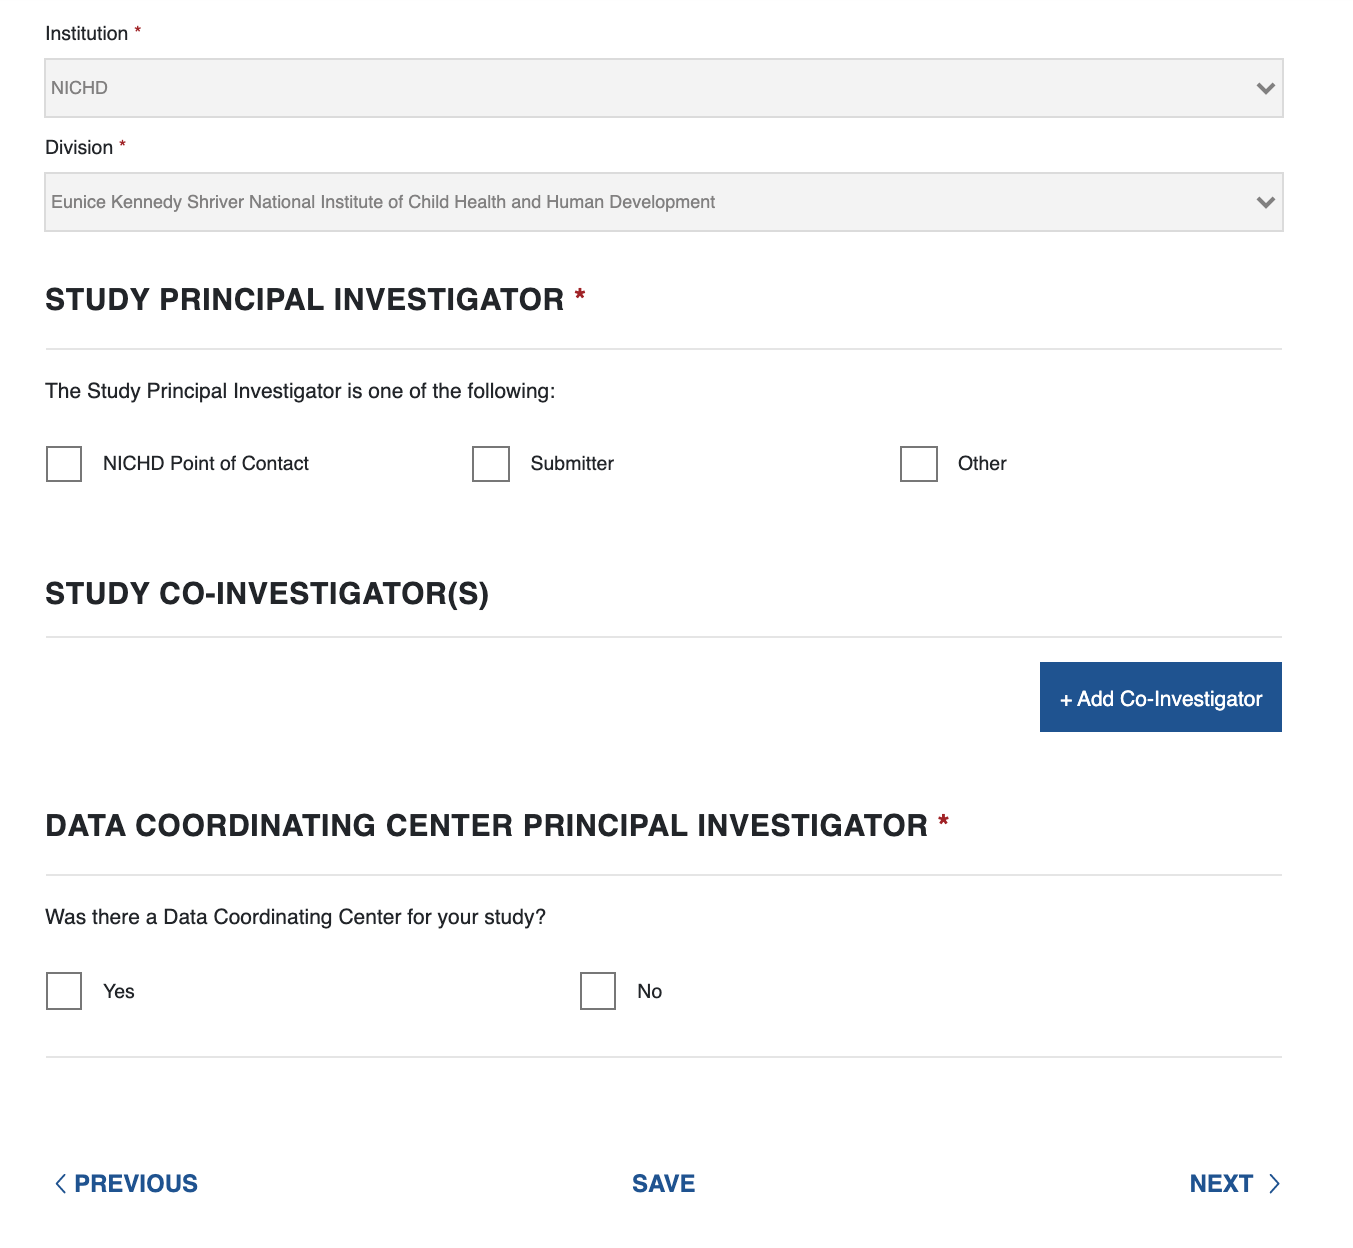 Institution *
NICHD
Division *
Eunice Kennedy Shriver National Institute of Child Health and Human Development
STUDY PRINCIPAL INVESTIGATOR *
The Study Principal Investigator is one of the following:
NICHD Point of Contact Submitter Other
STUDY CO-INVESTIGATOR(S)
+ Add Co-Investigator
DATA COORDINATING CENTER PRINCIPAL INVESTIGATOR *
Was there a Data Coordinating Center for your study?
Yes No
PREVIOUS SAVE NEXT